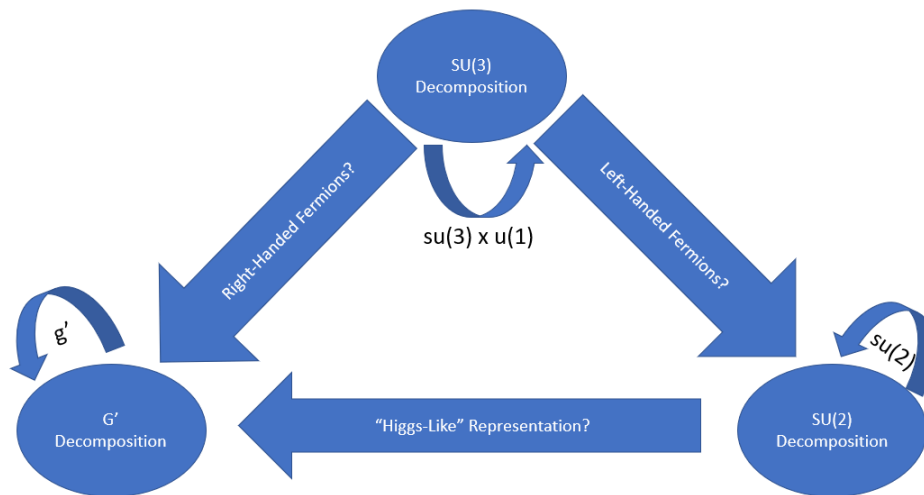 SU(3)
Decomposition
Right-Handed Fermions?
Left-Handed Fermions?
su(3) x u(1)
g’
su(2)
G’
Decomposition
“Higgs-Like” Representation?
SU(2)
Decomposition